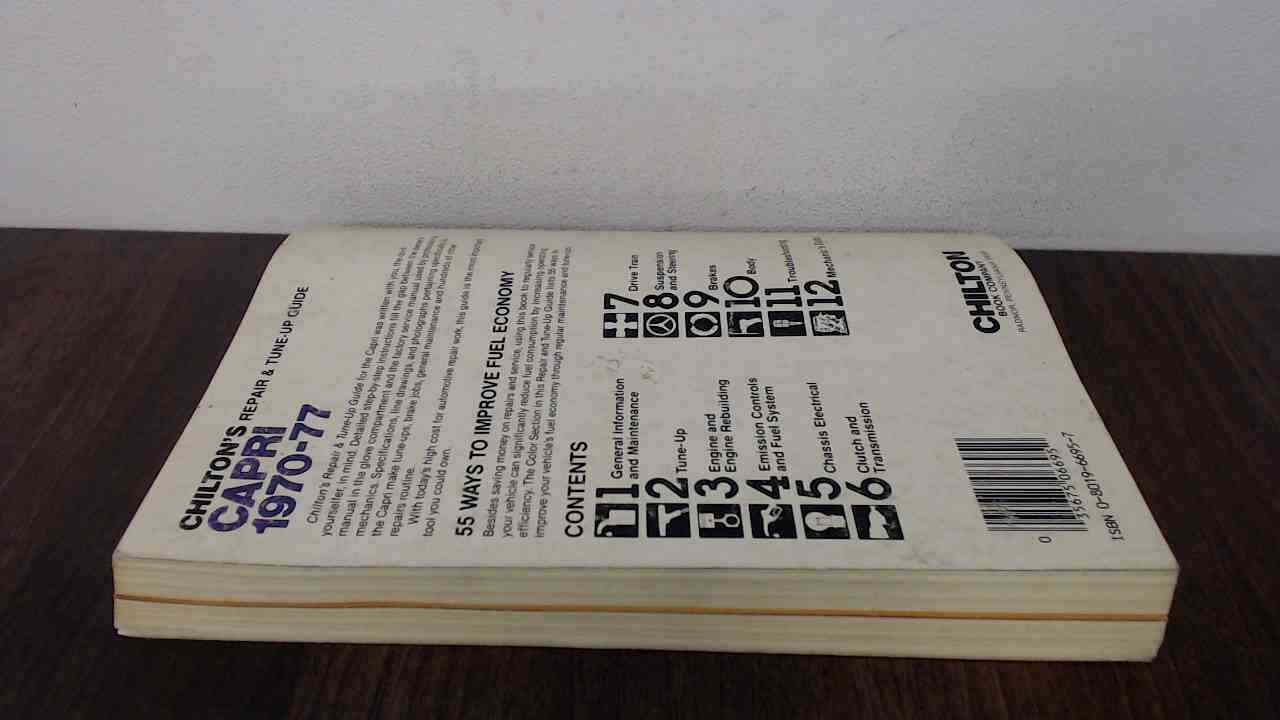 CHILTON'S REPAIR & TUNE-UP GUIDE
CAPRI
1970-77
Chilton's Repair & Tune-Up Guide for the Capri was written with you, the do-it-
yourselfer, in mind. Detailed step-by-step instructions fill the gap between the owner's
manual in the glove compartment and the factory service manual used by professional
mechanics. Specifications, line drawings, and photographs pertaining specifically to
the Capri make tune-ups, brake jobs, general maintenance and hundreds of other
repairs routine.
With today's high cost for automotive repair work, this guide is the most important
tool you could own.
55 WAYS TO IMPROVE FUEL ECONOMY
Besides saving money on repairs and service, using this book to regularly service
your vehicle can significantly reduce fuel consumption by increasing operating
efficiency. The Color Section in this Repair and Tune-Up Guide lists 55 ways to
improve your vehicle's fuel economy through regular maintenance and tune-up.
CONTENTS
1 General Information
and Maintenance
2 Tune-Up
3 Engine and
Engine Rebuilding
4 Emission Controls
and Fuel System
5 Chassis Electrical
6 Clutch and
Transmission
7 Drive Train
8 Suspension
and Steering
9 Brakes
10 Body
11 Troubleshooting
12 Mechanic's Data
0 35675 06695
ISBN 0-8019-6695-7
CHILTON
BOOK COMPANY
RADNOR, PENNSYLVANIA